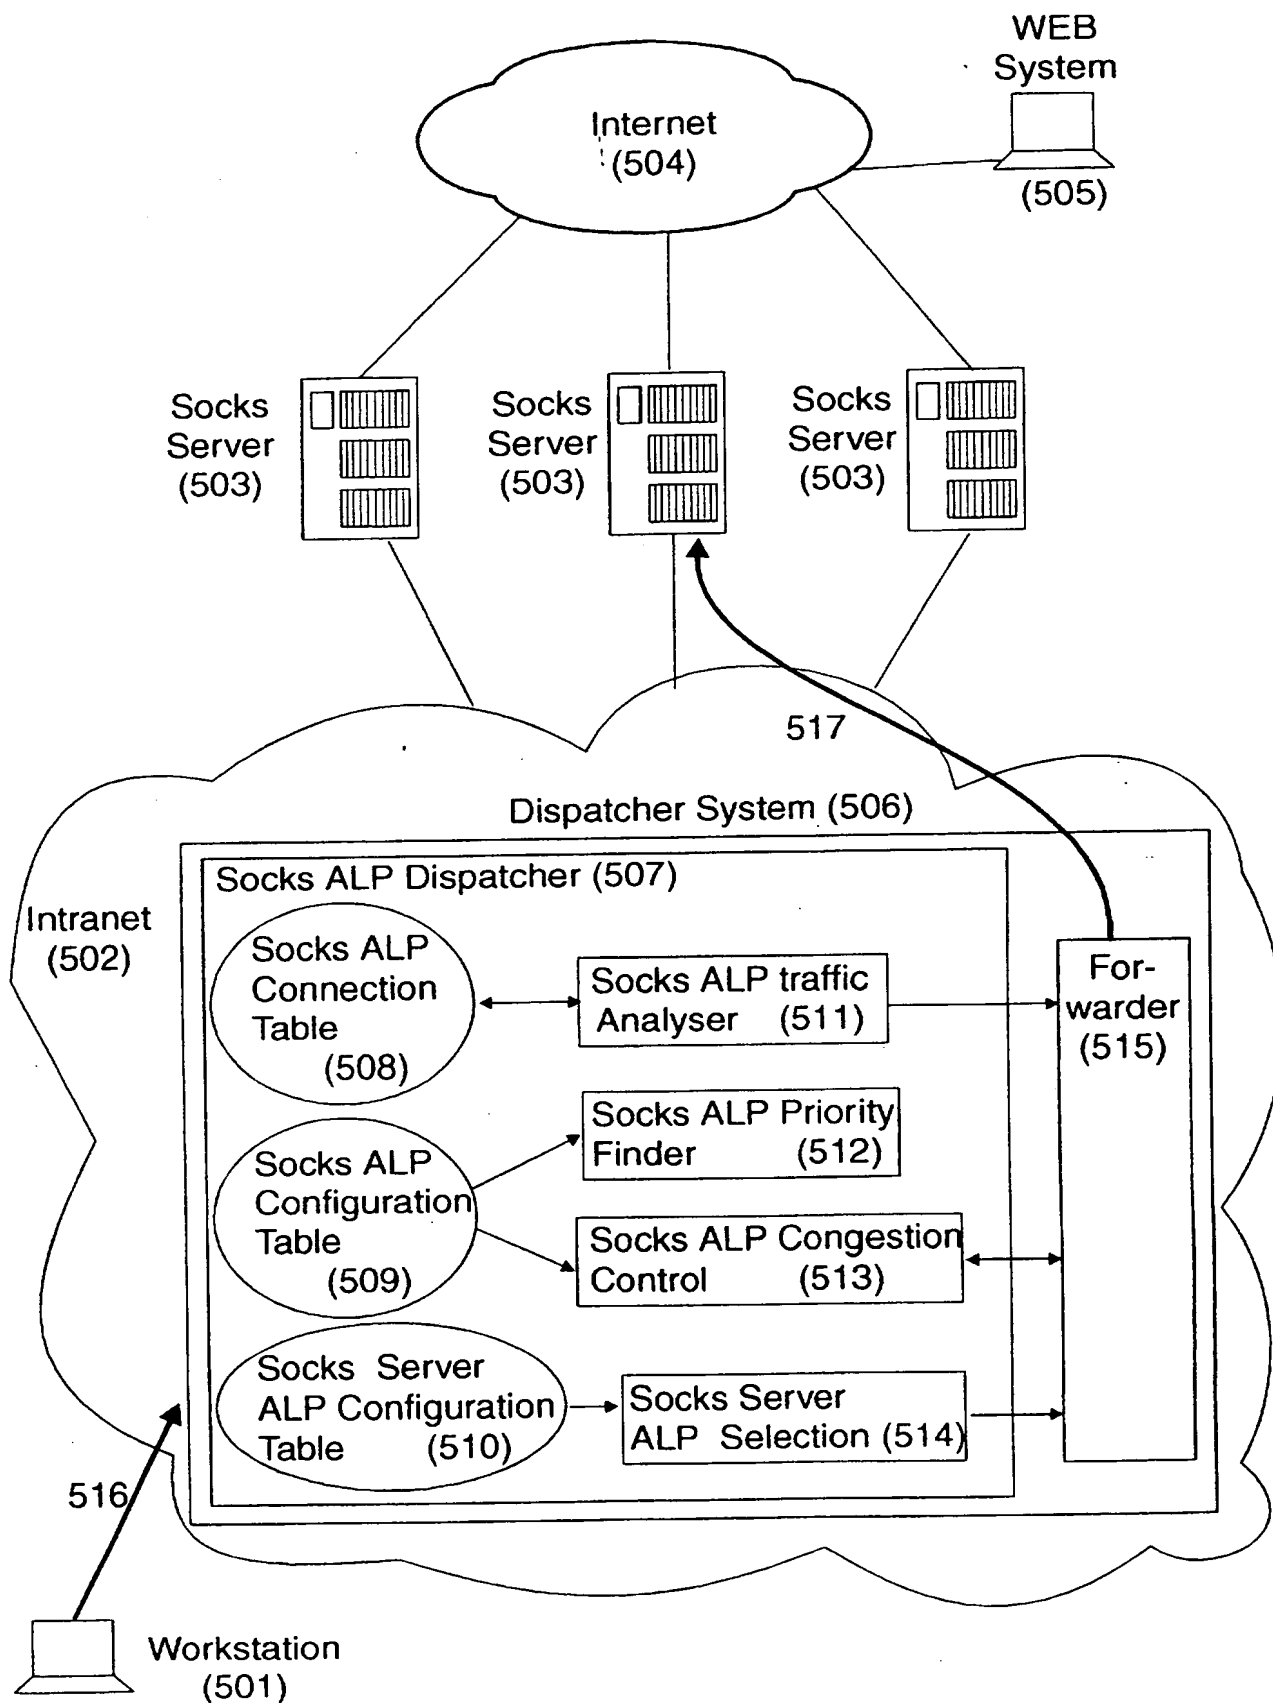 WEB
System
(505)
Internet
(504)
Socks
Server
(503)
Socks
Server
(503)
Socks
Server
(503)
517
Dispatcher System (506)
Socks ALP Dispatcher (507)
Intranet
(502)
Socks ALP
Connection
Table
(508)
Socks ALP traffic
Analyser (511)
For-
warder
(515)
Socks ALP Priority
Finder (512)
Socks ALP
Configuration
Table
(509)
Socks ALP Congestion
Control (513)
Socks Server
ALP Configuration
Table (510)
Socks Server
ALP Selection (514)
516
Workstation
(501)